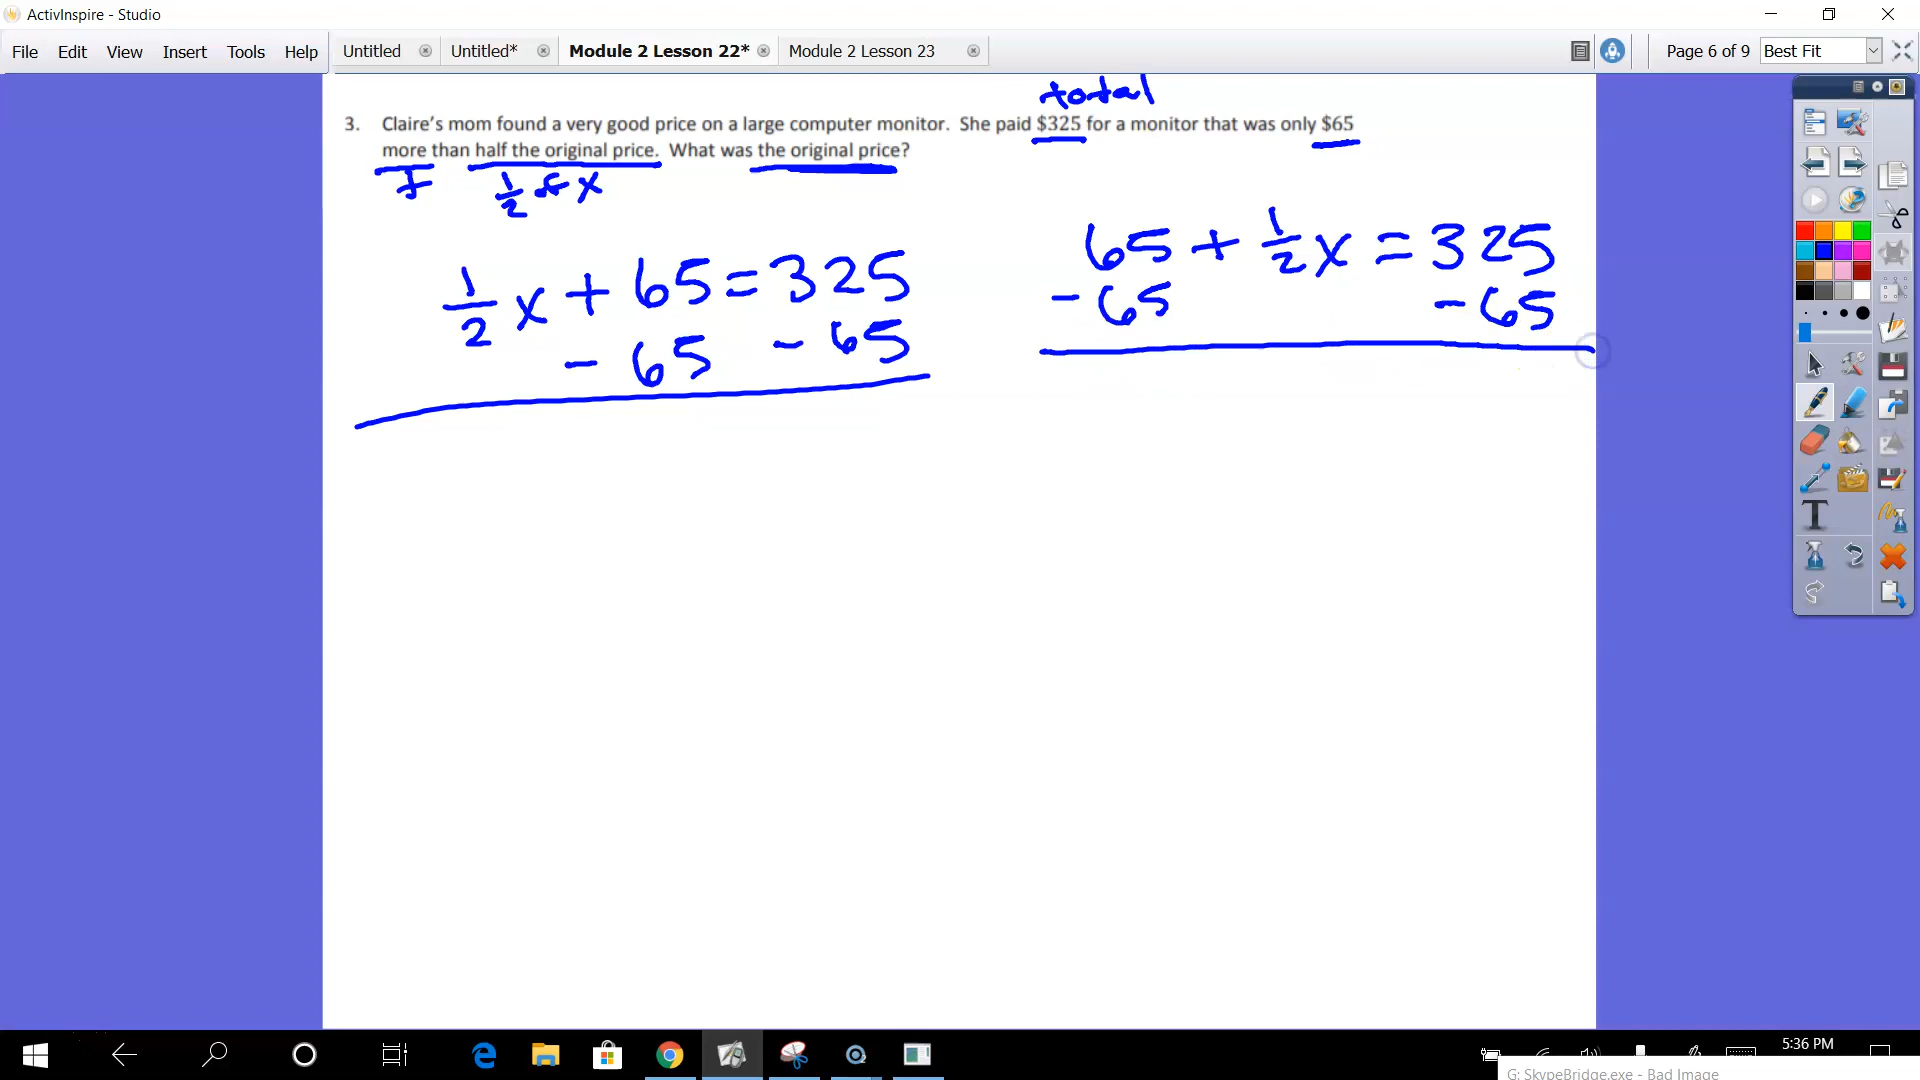 ActivInspire - Studio
File Edit View Insert Tools Help Untitled Untitled* Module 2 Lesson 22* Module 2 Lesson 23 Page 6 of 9 Best Fit
total
3. Claire's mom found a very good price on a large computer monitor. She paid $325 for a monitor that was only $65
more than half the original price. What was the original price?
+ 1/2 of x
1/2 x + 65 = 325
- 65 - 65
65 + 1/2 x = 325
- 65 - 65
T
5:36 PM
G: SkypeBridge.exe - Bad Image